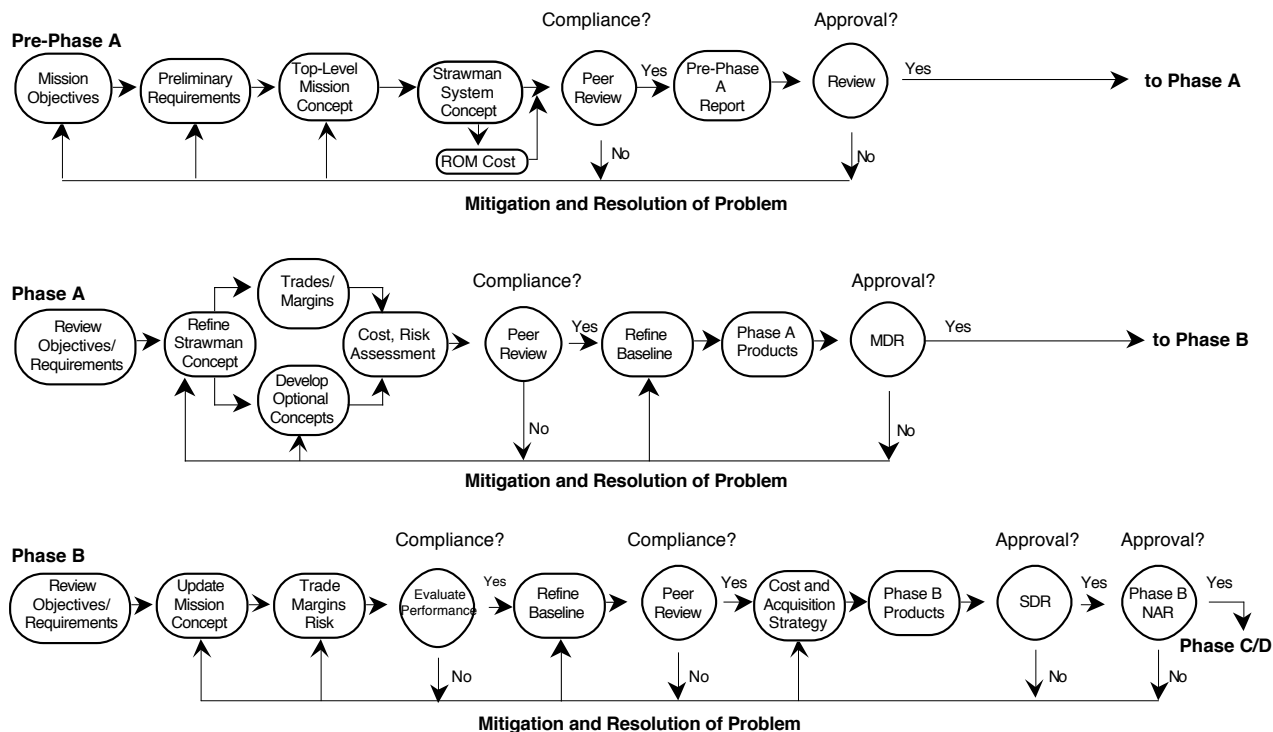 Compliance?
Approval?
Pre-Phase A
Mission
Objectives
Preliminary
Requirements
Top-Level
Mission
Concept
Strawman
System
Concept
ROM Cost
Peer
Review
Yes
Pre-Phase
A
Report
Review
Yes
to Phase A
No
No
Mitigation and Resolution of Problem
Compliance?
Approval?
Phase A
Review
Objectives/
Requirements
Refine
Strawman
Concept
Trades/
Margins
Develop
Optional
Concepts
Cost, Risk
Assessment
Peer
Review
Yes
Refine
Baseline
Phase A
Products
MDR
Yes
to Phase B
No
No
Mitigation and Resolution of Problem
Compliance?
Compliance?
Approval?
Approval?
Phase B
Review
Objectives/
Requirements
Update
Mission
Concept
Trade
Margins
Risk
Evaluate
Performance
Yes
Refine
Baseline
Peer
Review
Yes
Cost and
Acquisition
Strategy
Phase B
Products
SDR
Yes
Phase B
NAR
Yes
Phase C/D
No
No
No
No
Mitigation and Resolution of Problem